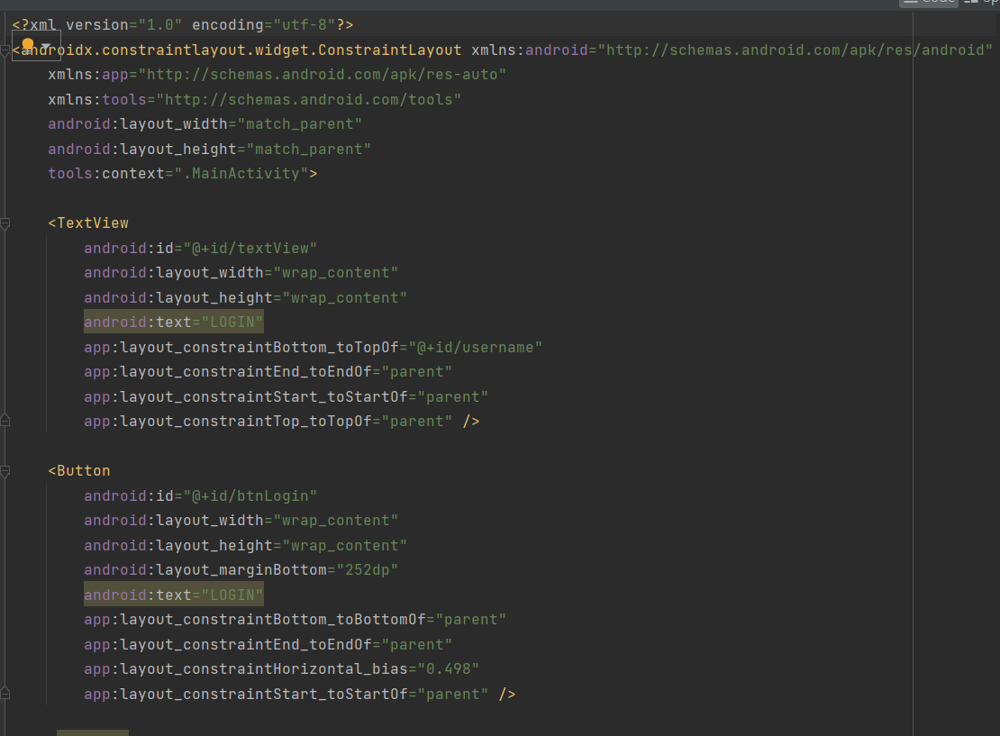 <?xml version="1.0" encoding="utf-8"?>
<androidx.constraintlayout.widget.ConstraintLayout xmlns:android="http://schemas.android.com/apk/res/android"
    xmlns:app="http://schemas.android.com/apk/res-auto"
    xmlns:tools="http://schemas.android.com/tools"
    android:layout_width="match_parent"
    android:layout_height="match_parent"
    tools:context=".MainActivity">

    <TextView
        android:id="@+id/textView"
        android:layout_width="wrap_content"
        android:layout_height="wrap_content"
        android:text="LOGIN"
        app:layout_constraintBottom_toTopOf="@+id/username"
        app:layout_constraintEnd_toEndOf="parent"
        app:layout_constraintStart_toStartOf="parent"
        app:layout_constraintTop_toTopOf="parent" />

    <Button
        android:id="@+id/btnLogin"
        android:layout_width="wrap_content"
        android:layout_height="wrap_content"
        android:layout_marginBottom="252dp"
        android:text="LOGIN"
        app:layout_constraintBottom_toBottomOf="parent"
        app:layout_constraintEnd_toEndOf="parent"
        app:layout_constraintHorizontal_bias="0.498"
        app:layout_constraintStart_toStartOf="parent" />